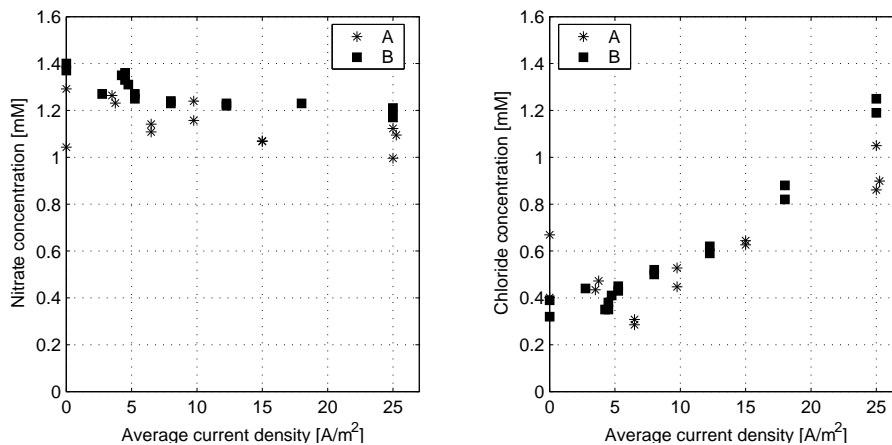 1.6
1.4
1.2
1
0.8
0.6
0.4
0.2
0
0 5 10 15 20 25
Nitrate concentration [mM]
Average current density [A/m²]
A
B
1.6
1.4
1.2
1
0.8
0.6
0.4
0.2
0
0 5 10 15 20 25
Chloride concentration [mM]
Average current density [A/m²]
A
B